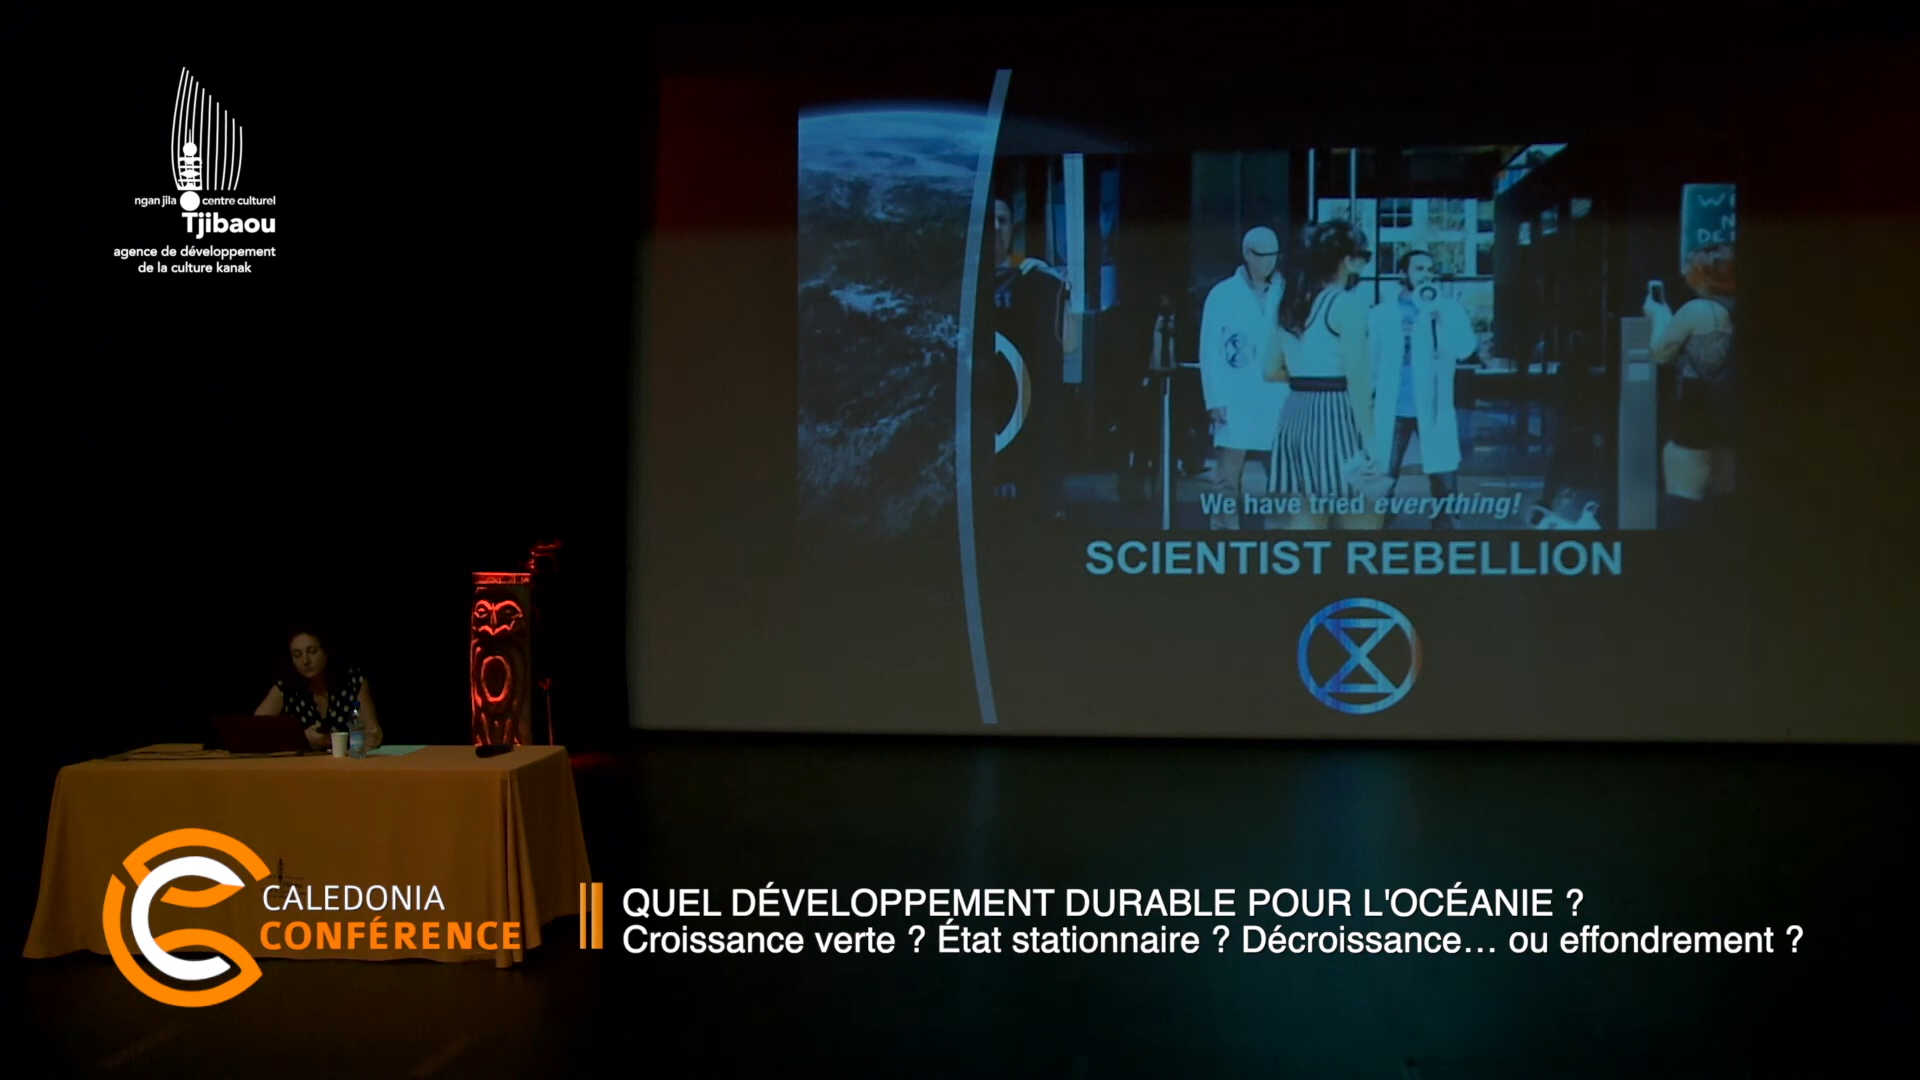 ngan jila centre culturel
Tjibaou
agence de développement
de la culture kanak
We have tried everything!
SCIENTIST REBELLION
CALEDONIA
CONFÉRENCE
QUEL DÉVELOPPEMENT DURABLE POUR L'OCÉANIE ?
Croissance verte ? État stationnaire ? Décroissance... ou effondrement ?